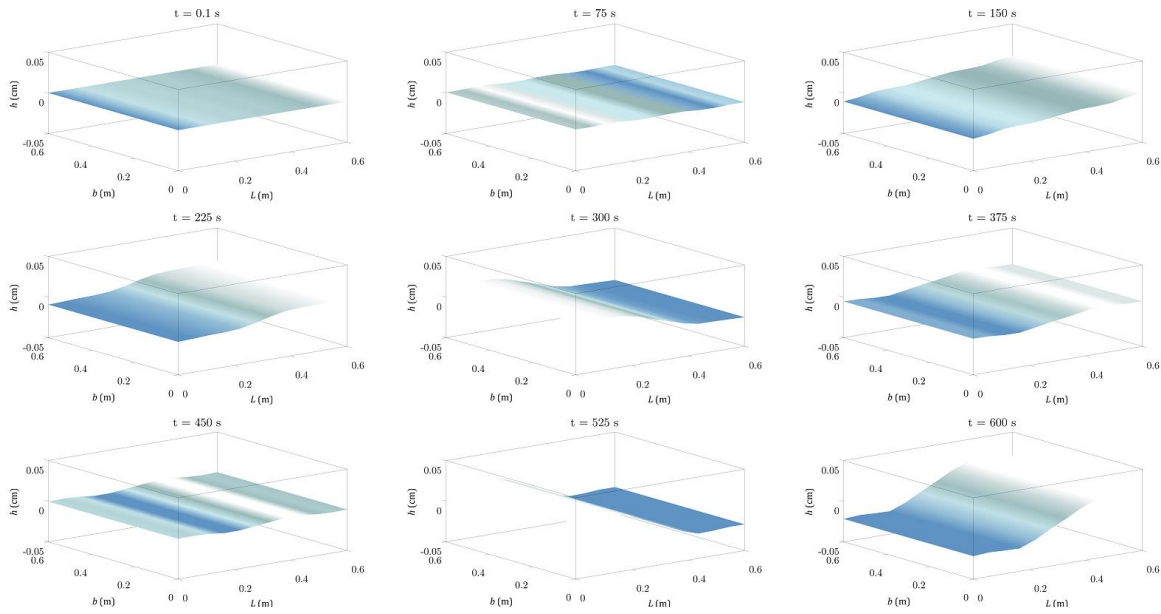 t = 0.1 s
0.05
0
-0.05
h (cm)
0.6
0.4
0.2
0
b (m)
0
0.2
0.4
0.6
L (m)
t = 75 s
0.05
0
-0.05
h (cm)
0.6
0.4
0.2
0
b (m)
0
0.2
0.4
0.6
L (m)
t = 150 s
0.05
0
-0.05
h (cm)
0.6
0.4
0.2
0
b (m)
0
0.2
0.4
0.6
L (m)
t = 225 s
0.05
0
-0.05
h (cm)
0.6
0.4
0.2
0
b (m)
0
0.2
0.4
0.6
L (m)
t = 300 s
0.05
0
-0.05
h (cm)
0.6
0.4
0.2
0
b (m)
0
0.2
0.4
0.6
L (m)
t = 375 s
0.05
0
-0.05
h (cm)
0.6
0.4
0.2
0
b (m)
0
0.2
0.4
0.6
L (m)
t = 450 s
0.05
0
-0.05
h (cm)
0.6
0.4
0.2
0
b (m)
0
0.2
0.4
0.6
L (m)
t = 525 s
0.05
0
-0.05
h (cm)
0.6
0.4
0.2
0
b (m)
0
0.2
0.4
0.6
L (m)
t = 600 s
0.05
0
-0.05
h (cm)
0.6
0.4
0.2
0
b (m)
0
0.2
0.4
0.6
L (m)